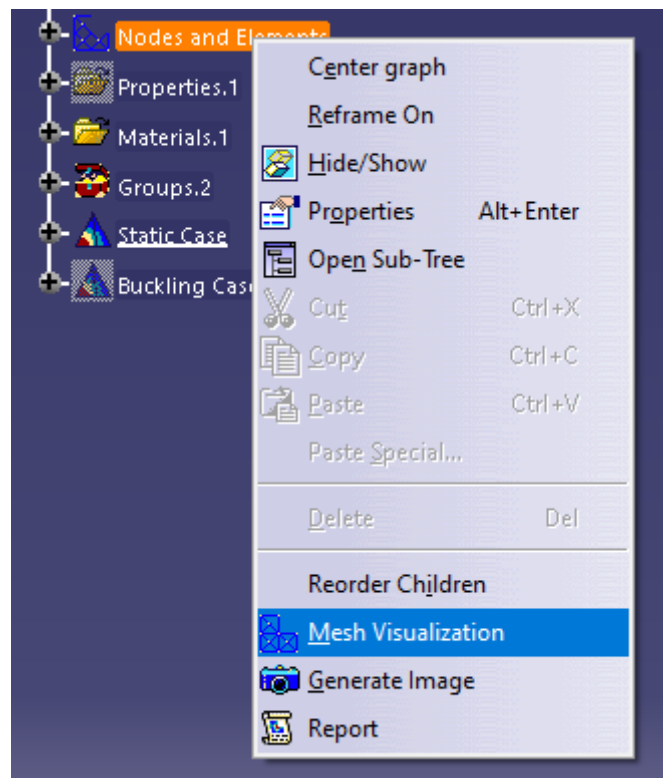 Nodes and Elements
Properties.1
Materials.1
Groups.2
Static Case
Buckling Cas
Center graph
Reframe On
Hide/Show
Properties Alt+Enter
Open Sub-Tree
Cut Ctrl+X
Copy Ctrl+C
Paste Ctrl+V
Paste Special...
Delete Del
Reorder Children
Mesh Visualization
Generate Image
Report